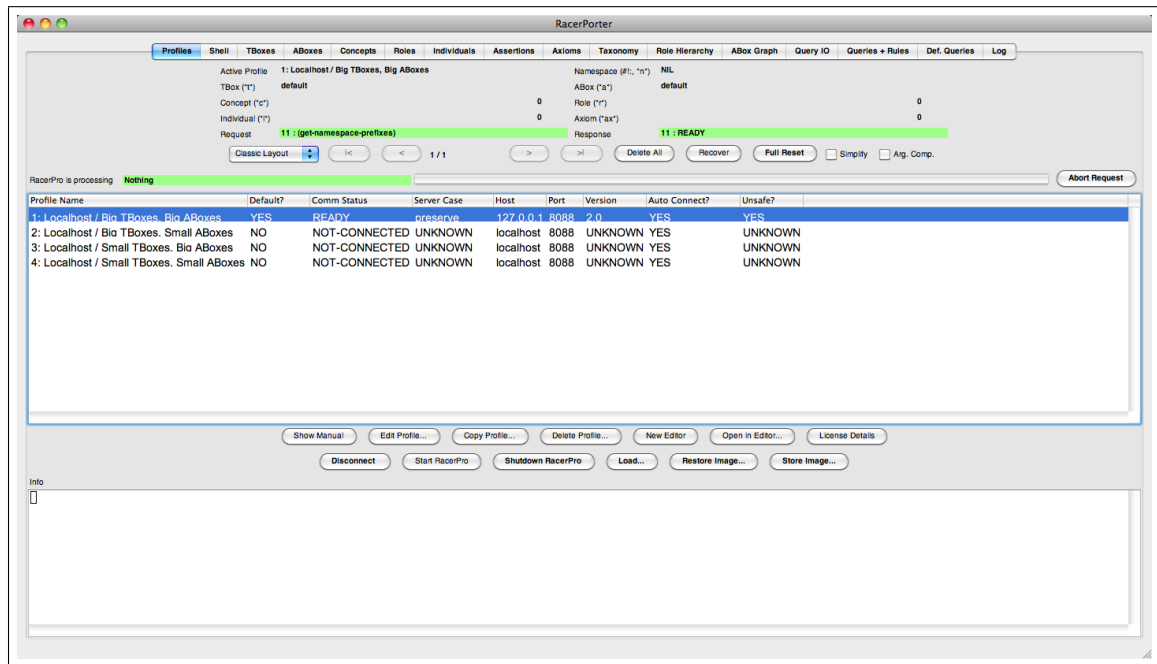 RacerPorter
Profiles Shell TBoxes ABoxes Concepts Roles Individuals Assertions Axioms Taxonomy Role Hierarchy ABox Graph Query IO Queries + Rules Def. Queries Log
Active Profile 1: Localhost / Big TBoxes, Big ABoxes Namespace (#!:, *n*) NIL
TBox (*t*) default ABox (*a*) default
Concept (*c*) 0 Role (*r*) 0
Individual (*i*) 0 Axiom (*ax*) 0
Request 11 : (get-namespace-prefixes) Response 11 : READY
Classic Layout |< < 1 / 1 > >| Delete All Recover Full Reset Simplify Arg. Comp.
RacerPro is processing Nothing Abort Request
Profile Name Default? Comm Status Server Case Host Port Version Auto Connect? Unsafe?
1: Localhost / Big TBoxes, Big ABoxes YES READY preserve 127.0.0.1 8088 2.0 YES YES
2: Localhost / Big TBoxes, Small ABoxes NO NOT-CONNECTED UNKNOWN localhost 8088 UNKNOWN YES UNKNOWN
3: Localhost / Small TBoxes, Big ABoxes NO NOT-CONNECTED UNKNOWN localhost 8088 UNKNOWN YES UNKNOWN
4: Localhost / Small TBoxes, Small ABoxes NO NOT-CONNECTED UNKNOWN localhost 8088 UNKNOWN YES UNKNOWN
Show Manual Edit Profile... Copy Profile... Delete Profile... New Editor Open in Editor... License Details
Disconnect Start RacerPro Shutdown RacerPro Load... Restore Image... Store Image...
Info